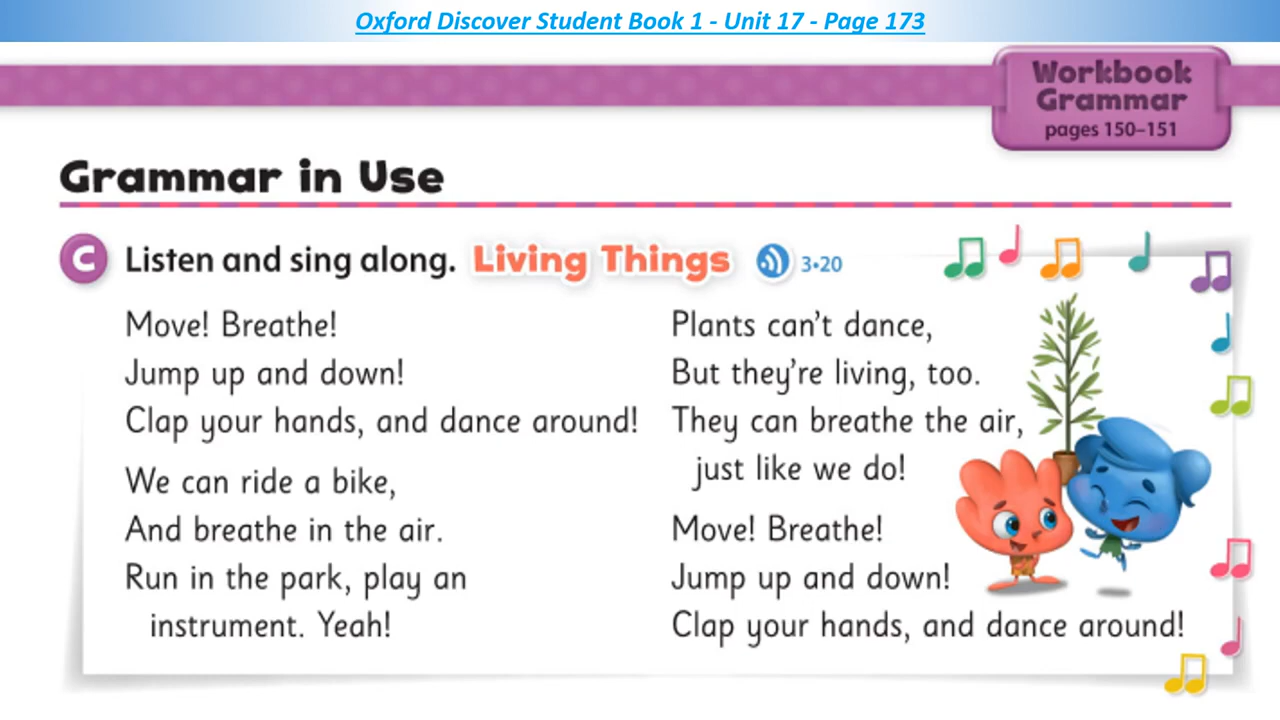 Oxford Discover Student Book 1 - Unit 17 - Page 173
Workbook
Grammar
pages 150–151
Grammar in Use
C Listen and sing along. Living Things 3•20
Move! Breathe!
Jump up and down!
Clap your hands, and dance around!
We can ride a bike,
And breathe in the air.
Run in the park, play an
instrument. Yeah!
Plants can't dance,
But they're living, too.
They can breathe the air,
just like we do!
Move! Breathe!
Jump up and down!
Clap your hands, and dance around!